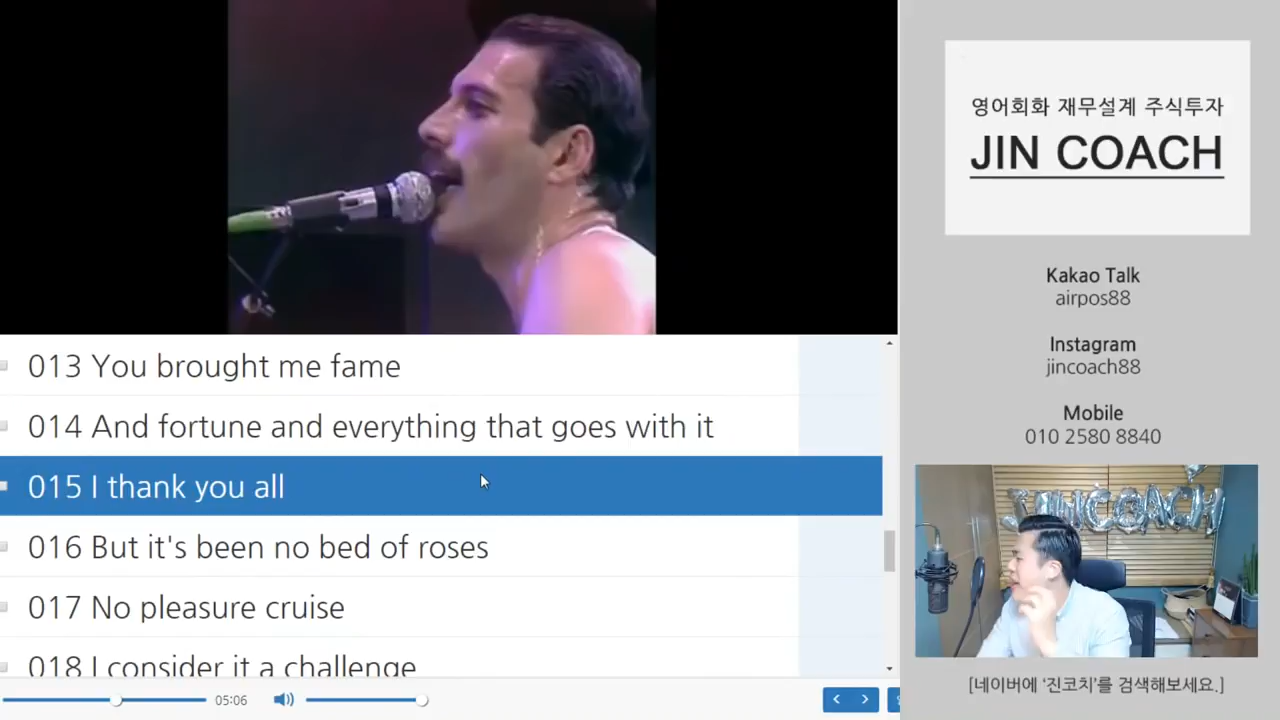 013 You brought me fame
014 And fortune and everything that goes with it
015 I thank you all
016 But it's been no bed of roses
017 No pleasure cruise
018 I consider it a challenge
05:06
영어회화 재무설계 주식투자
JIN COACH
Kakao Talk
airpos88
Instagram
jincoach88
Mobile
010 2580 8840
JINCOACH
[네이버에 '진코치'를 검색해보세요.]